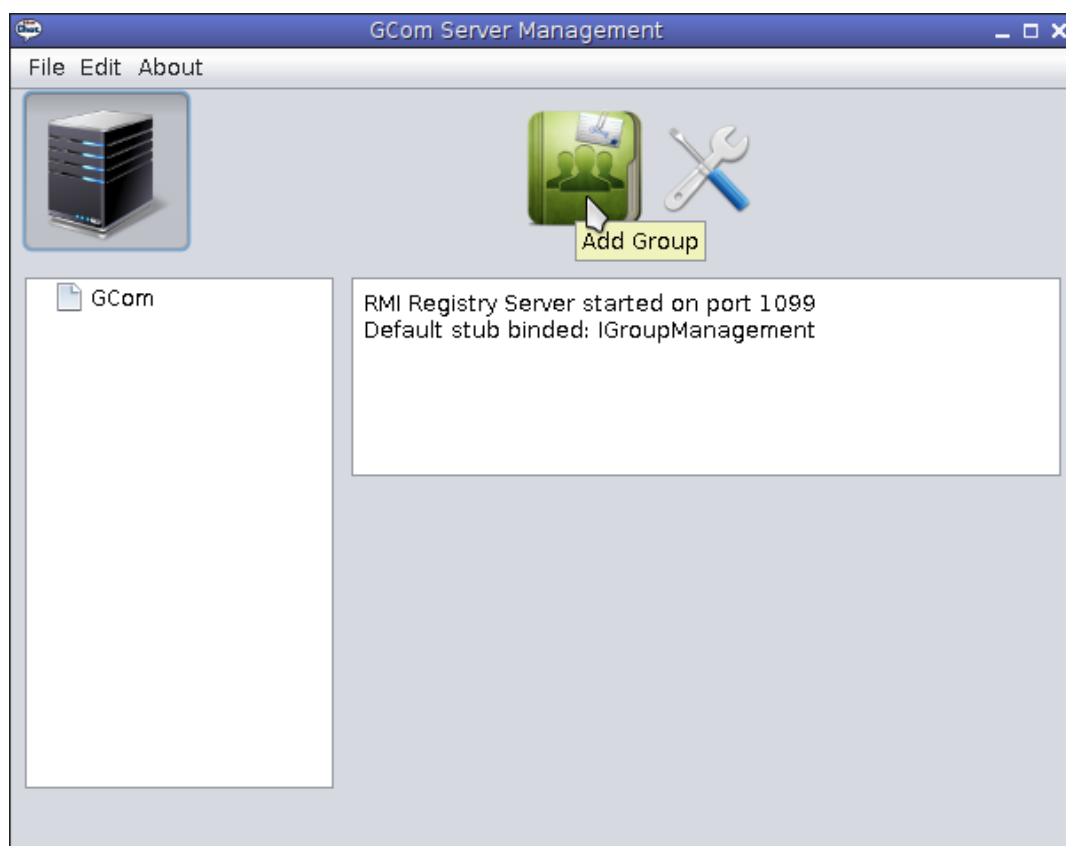 GCom Server Management
File Edit About
Add Group
GCom
RMI Registry Server started on port 1099
Default stub binded: IGroupManagement